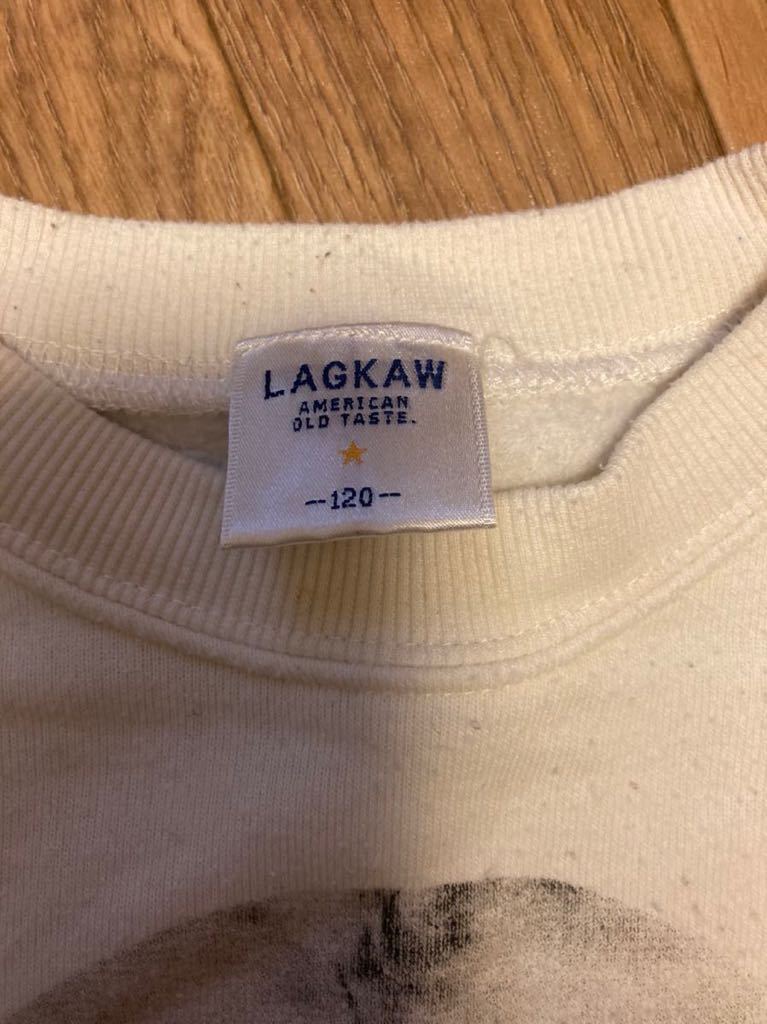 LAGKAW
AMERICAN
OLD TASTE.
--120--